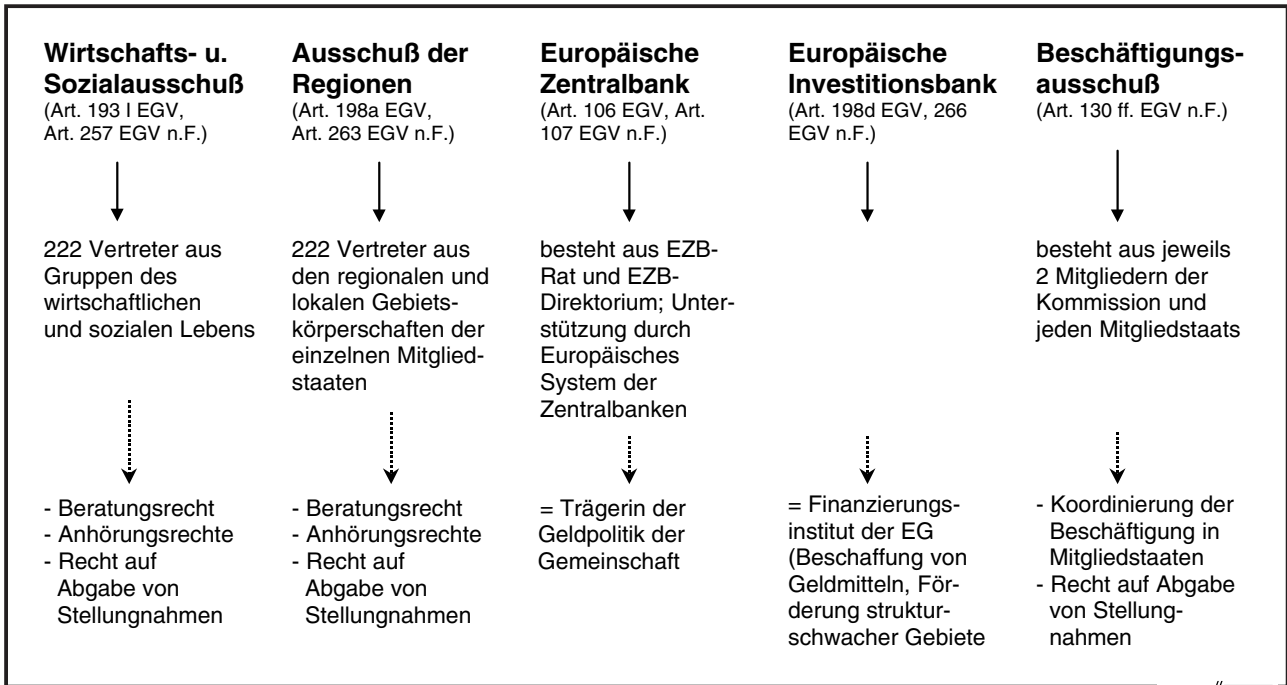 Wirtschafts- u.
Sozialausschuß
(Art. 193 I EGV,
Art. 257 EGV n.F.)
222 Vertreter aus
Gruppen des
wirtschaftlichen
und sozialen Lebens
- Beratungsrecht
- Anhörungsrechte
- Recht auf
Abgabe von
Stellungnahmen
Ausschuß der
Regionen
(Art. 198a EGV,
Art. 263 EGV n.F.)
222 Vertreter aus
den regionalen und
lokalen Gebiets-
körperschaften der
einzelnen Mitglied-
staaten
- Beratungsrecht
- Anhörungsrechte
- Recht auf
Abgabe von
Stellungnahmen
Europäische
Zentralbank
(Art. 106 EGV, Art.
107 EGV n.F.)
besteht aus EZB-
Rat und EZB-
Direktorium; Unter-
stützung durch
Europäisches
System der
Zentralbanken
= Trägerin der
Geldpolitik der
Gemeinschaft
Europäische
Investitionsbank
(Art. 198d EGV, 266
EGV n.F.)
= Finanzierungs-
institut der EG
(Beschaffung von
Geldmitteln, För-
derung struktur-
schwacher Gebiete
Beschäftigungs-
ausschuß
(Art. 130 ff. EGV n.F.)
besteht aus jeweils
2 Mitgliedern der
Kommission und
jeden Mitgliedstaats
- Koordinierung der
Beschäftigung in
Mitgliedstaaten
- Recht auf Abgabe
von Stellung-
nahmen